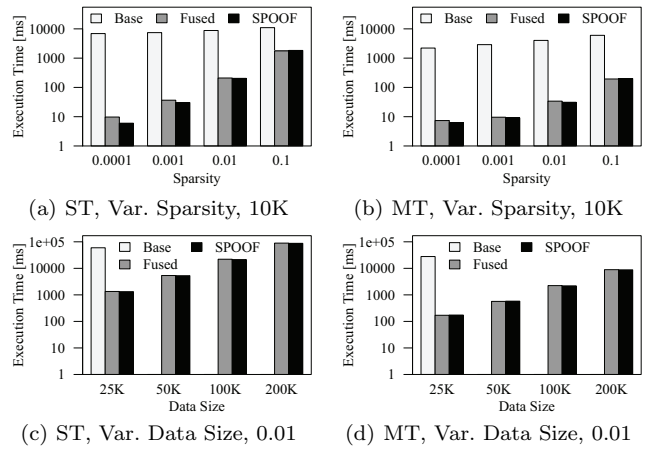 Execution Time [ms]
10000
1000
100
10
1
Base
Fused
SPOOF
0.0001
0.001
0.01
0.1
Sparsity
(a) ST, Var. Sparsity, 10K
Execution Time [ms]
10000
1000
100
10
1
Base
Fused
SPOOF
0.0001
0.001
0.01
0.1
Sparsity
(b) MT, Var. Sparsity, 10K
Execution Time [ms]
1e+05
10000
1000
100
10
1
Base
SPOOF
Fused
25K
50K
100K
200K
Data Size
(c) ST, Var. Data Size, 0.01
Execution Time [ms]
1e+05
10000
1000
100
10
1
Base
SPOOF
Fused
25K
50K
100K
200K
Data Size
(d) MT, Var. Data Size, 0.01